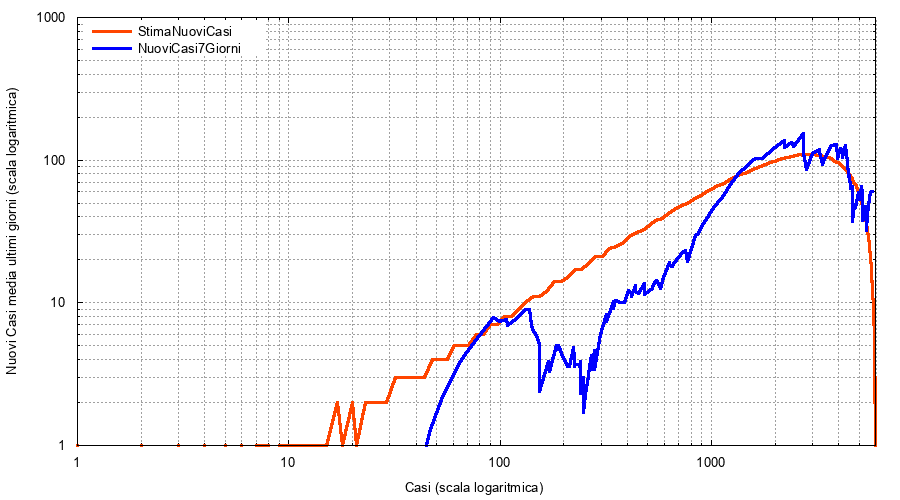 1000
StimaNuoviCasi
NuoviCasi7Giorni
100
10
1
Nuovi Casi media ultimi giorni (scala logaritmica)
1 10 100 1000
Casi (scala logaritmica)